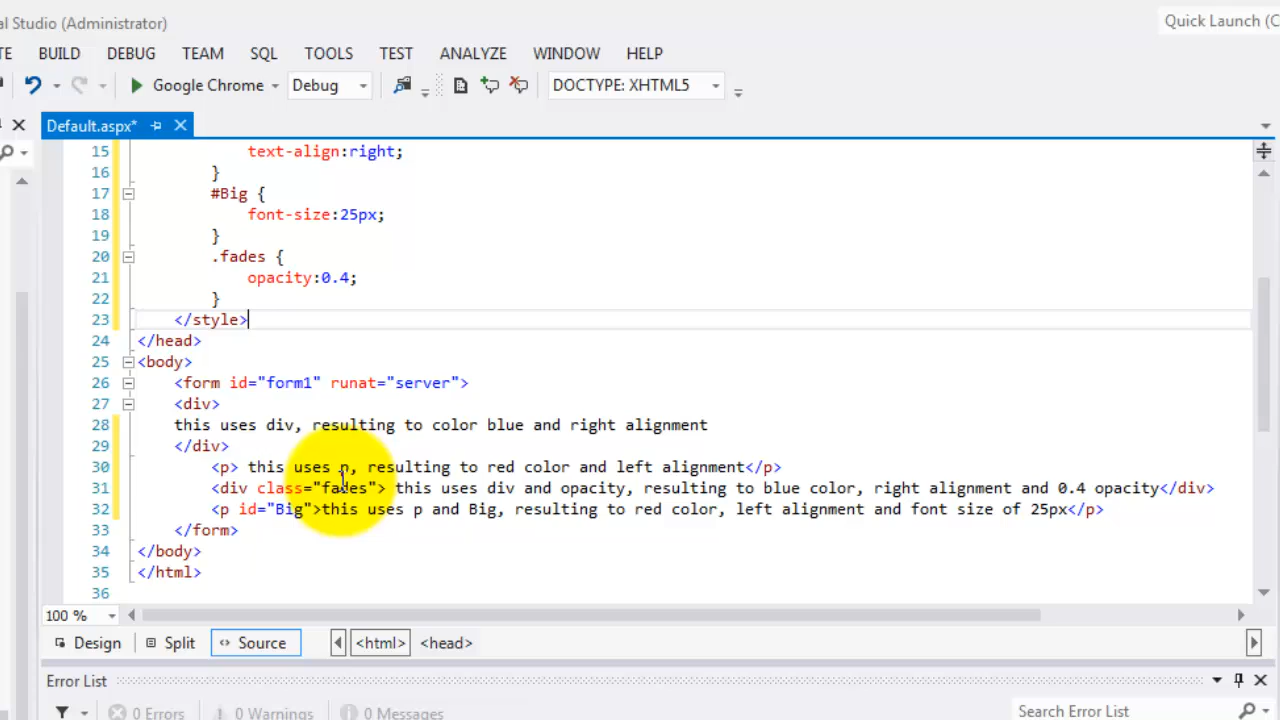 al Studio (Administrator)
Quick Launch (C
TE BUILD DEBUG TEAM SQL TOOLS TEST ANALYZE WINDOW HELP
Google Chrome Debug DOCTYPE: XHTML5
Default.aspx*
15 text-align:right;
16 }
17 #Big {
18 font-size:25px;
19 }
20 .fades {
21 opacity:0.4;
22 }
23 </style>
24 </head>
25 <body>
26 <form id="form1" runat="server">
27 <div>
28 this uses div, resulting to color blue and right alignment
29 </div>
30 <p> this uses p, resulting to red color and left alignment</p>
31 <div class="fades"> this uses div and opacity, resulting to blue color, right alignment and 0.4 opacity</div>
32 <p id="Big">this uses p and Big, resulting to red color, left alignment and font size of 25px</p>
33 </form>
34 </body>
35 </html>
36
100 %
Design Split Source <html> <head>
Error List
0 Errors 0 Warnings 0 Messages Search Error List